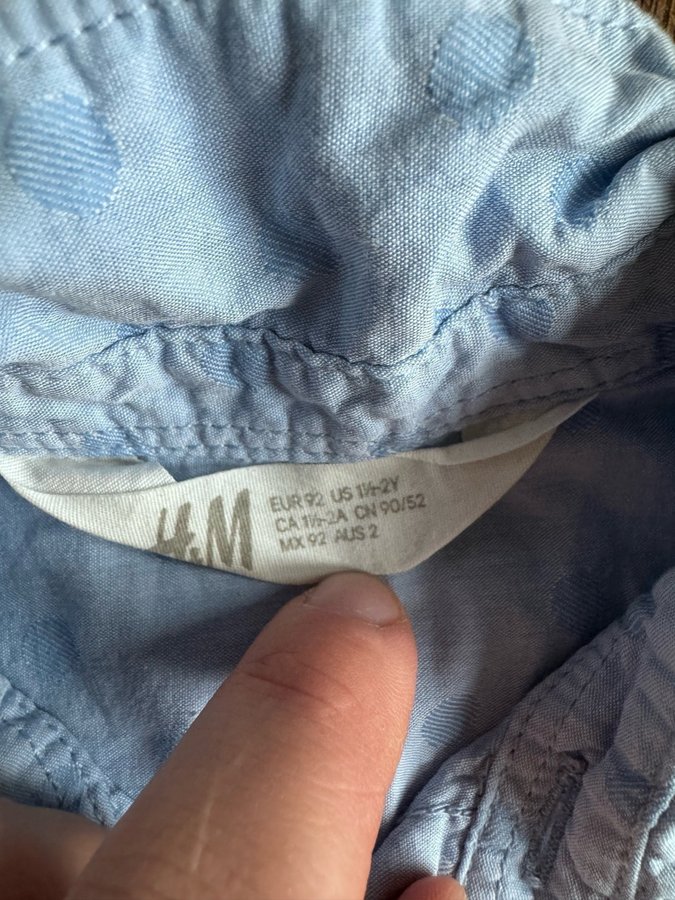 H&M
EUR 92 US 1½-2Y
CA 1½-2A CN 90/52
MX 92 AUS 2